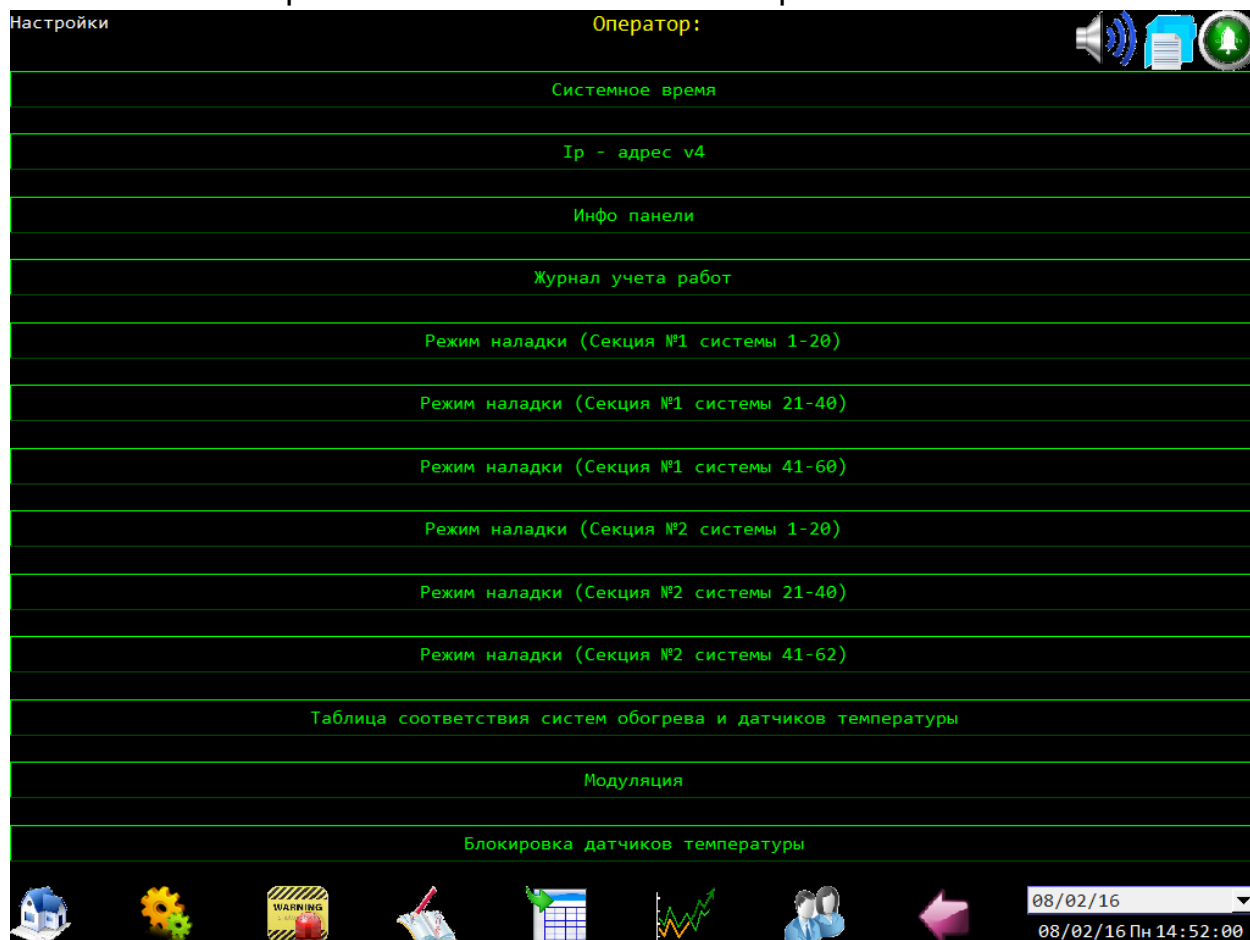 Настройки
Оператор:
Системное время
Ip - адрес v4
Инфо панели
Журнал учета работ
Режим наладки (Секция №1 системы 1-20)
Режим наладки (Секция №1 системы 21-40)
Режим наладки (Секция №1 системы 41-60)
Режим наладки (Секция №2 системы 1-20)
Режим наладки (Секция №2 системы 21-40)
Режим наладки (Секция №2 системы 41-62)
Таблица соответствия систем обогрева и датчиков температуры
Модуляция
Блокировка датчиков температуры
WARNING
08/02/16
08/02/16 Пн 14:52:00